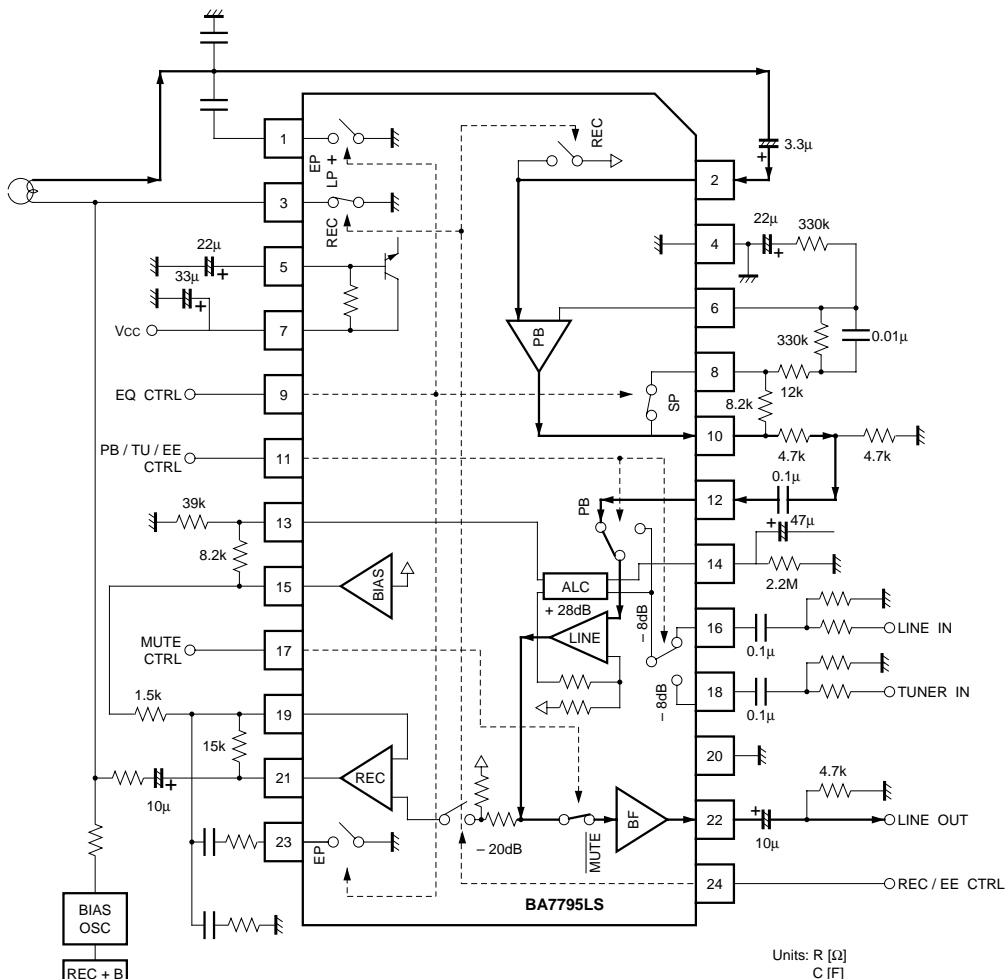 REC
3.3μ
+
1
EP
LP +
2
3
REC
22μ
330k
4
+
22μ
+
5
33μ
+
6
VCC
7
PB
330k
0.01μ
8
12k
EQ CTRL
9
SP
8.2k
10
4.7k
4.7k
PB / TU / EE
CTRL
11
0.1μ
12
PB
39k
13
+
47μ
8.2k
14
2.2M
15
BIAS
ALC
+ 28dB
– 8dB
16
LINE IN
0.1μ
MUTE
CTRL
17
LINE
18
TUNER IN
0.1μ
– 8dB
1.5k
19
15k
20
REC
21
4.7k
+
10μ
BF
+
22
LINE OUT
10μ
23
EP
– 20dB
MUTE
24
REC / EE CTRL
BIAS
OSC
BA7795LS
REC + B
Units: R [Ω]
C [F]